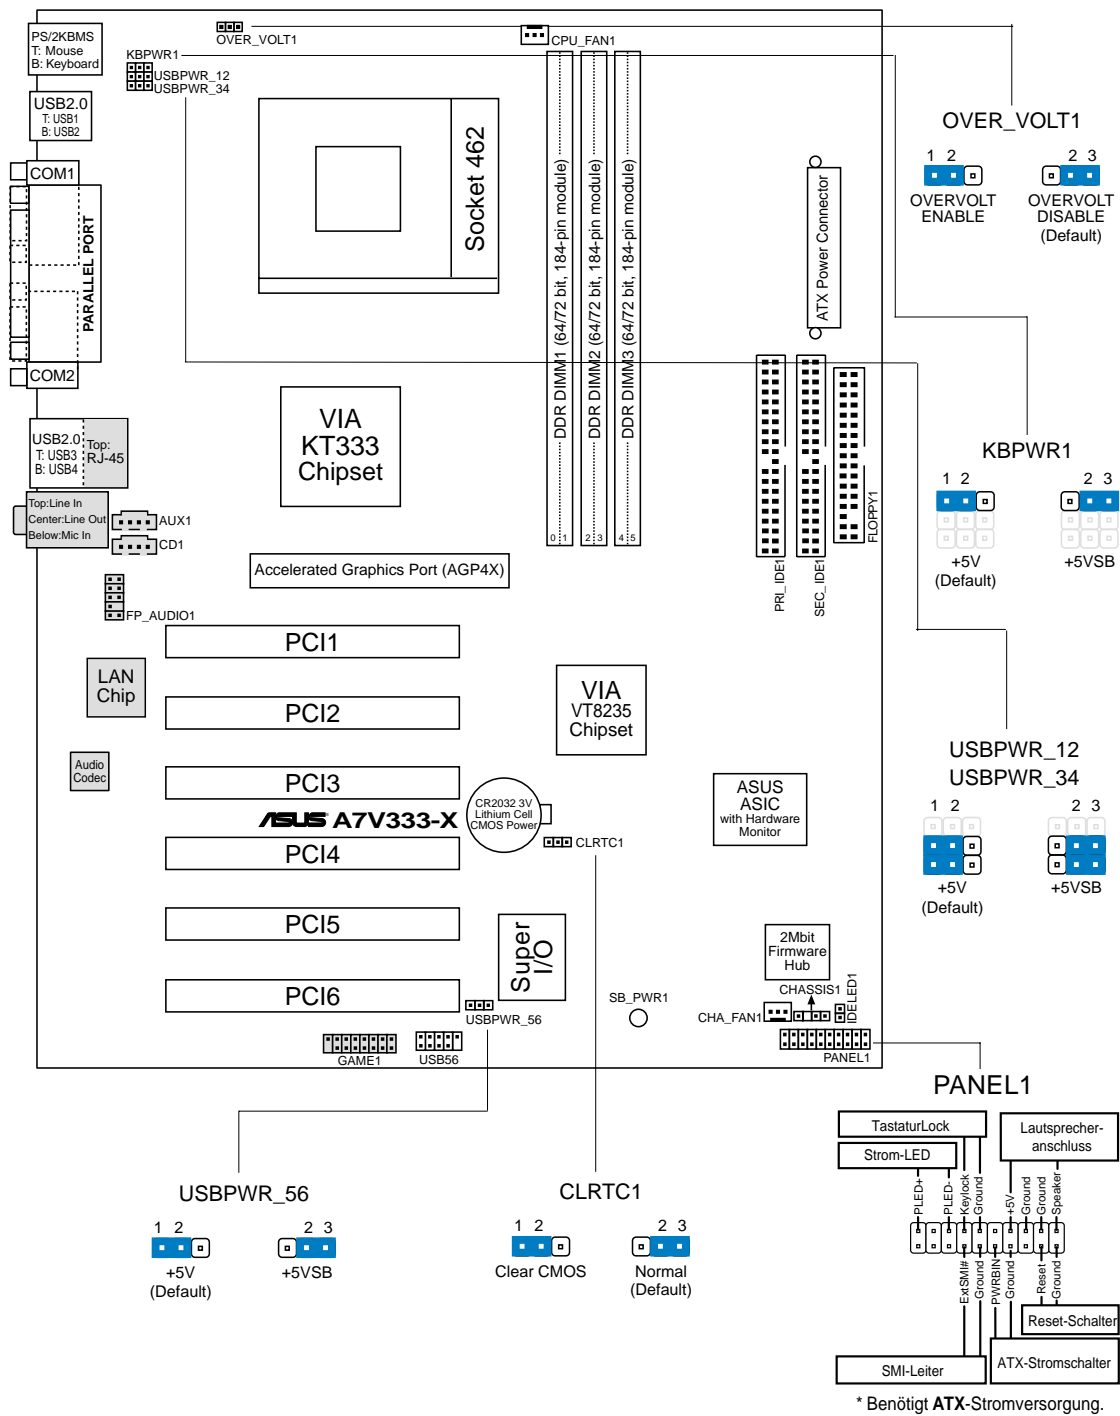 PS/2KBMS
T: Mouse
B: Keyboard
OVER_VOLT1
CPU_FAN1
KBPWR1
USBPWR_12
USBPWR_34
USB2.0
T: USB1
B: USB2
COM1
PARALLEL PORT
COM2
Socket 462
DDR DIMM1 (64/72 bit, 184-pin module)
DDR DIMM2 (64/72 bit, 184-pin module)
DDR DIMM3 (64/72 bit, 184-pin module)
0 1
2 3
4 5
ATX Power Connector
OVER_VOLT1
1 2
2 3
OVERVOLT
ENABLE
OVERVOLT
DISABLE
(Default)
VIA
KT333
Chipset
USB2.0
T: USB3
B: USB4
Top:
RJ-45
Top:Line In
Center:Line Out
Below:Mic In
AUX1
CD1
FP_AUDIO1
Accelerated Graphics Port (AGP4X)
PRI_IDE1
SEC_IDE1
FLOPPY1
KBPWR1
1 2
2 3
+5V
(Default)
+5VSB
PCI1
PCI2
PCI3
PCI4
PCI5
PCI6
LAN
Chip
Audio
Codec
VIA
VT8235
Chipset
ASUS A7V333-X
CR2032 3V
Lithium Cell
CMOS Power
CLRTC1
ASUS
ASIC
with Hardware
Monitor
USBPWR_12
USBPWR_34
1 2
2 3
+5V
(Default)
+5VSB
Super
I/O
2Mbit
Firmware
Hub
CHASSIS1
IDELED1
CHA_FAN1
SB_PWR1
USBPWR_56
GAME1
USB56
PANEL1
PANEL1
TastaturLock
Strom-LED
Lautsprecher-
anschluss
PLED+
PLED-
Keylock
Ground
+5V
Ground
Ground
Speaker
ExtSMI#
Ground
PWRBIN
Ground
Reset
Ground
Reset-Schalter
SMI-Leiter
ATX-Stromschalter
* Benötigt ATX-Stromversorgung.
USBPWR_56
1 2
2 3
+5V
(Default)
+5VSB
CLRTC1
1 2
2 3
Clear CMOS
Normal
(Default)